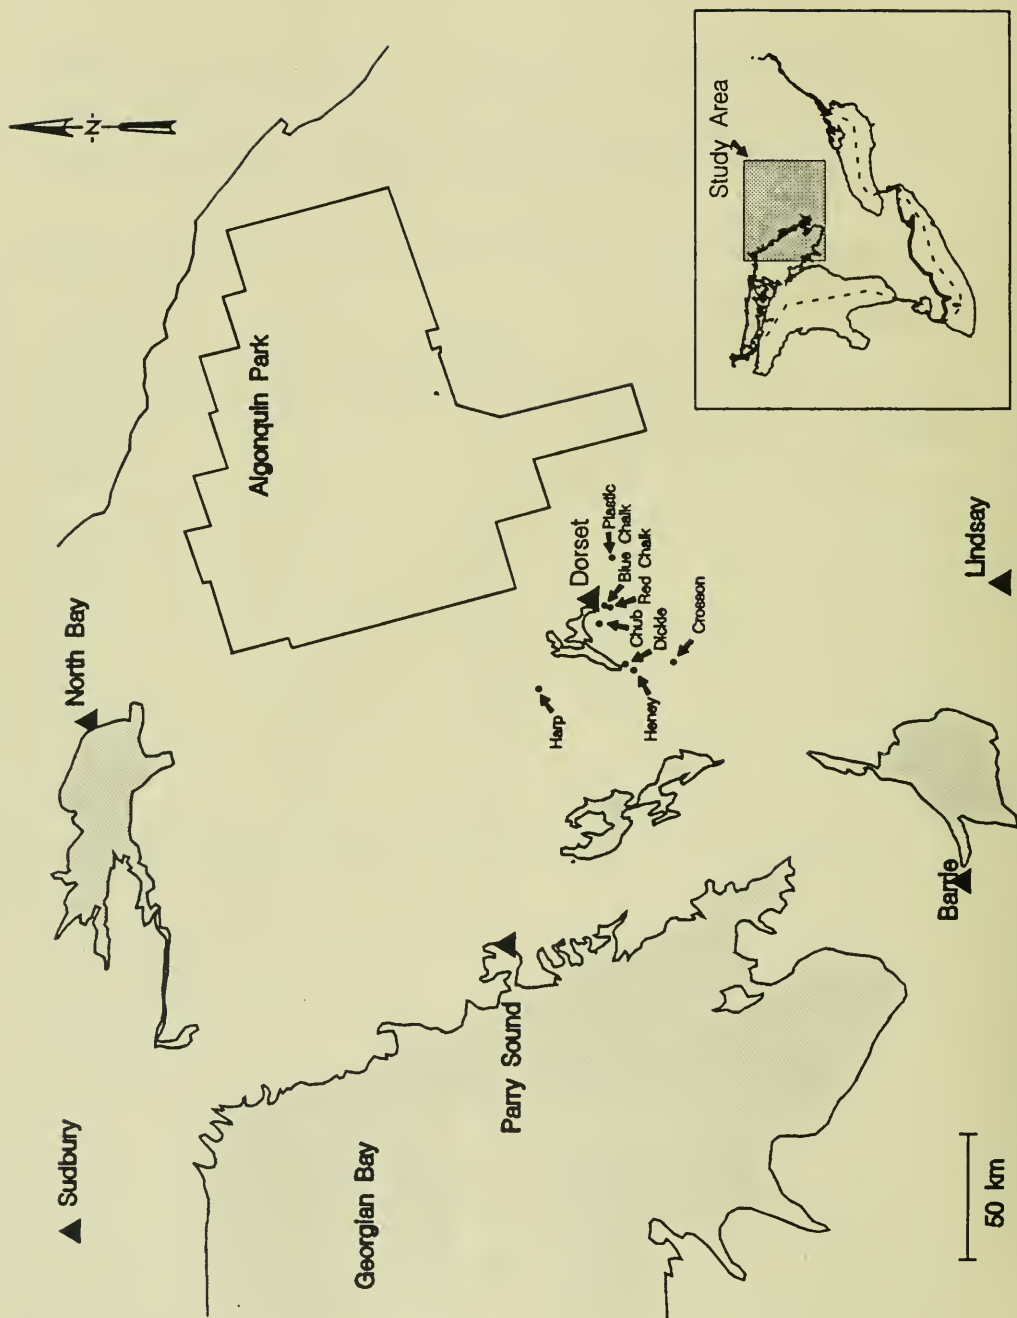 Sudbury
North Bay
N
Algonquin Park
Georgian Bay
Parry Sound
Dorset
Plastic
Blue Chalk
Red Chalk
Chub
Dickie
Crosson
Harp
Heney
Study Area
Barrie
Lindsay
50 km